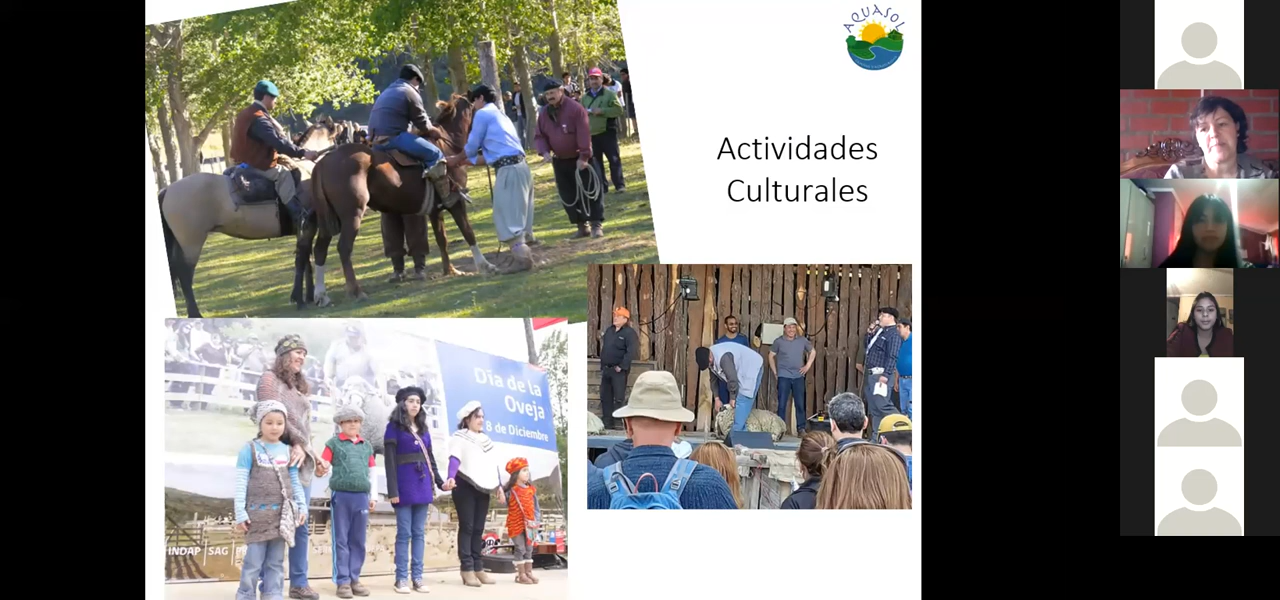 AQUASOL
Actividades
Culturales
Día de la
Oveja
8 de Diciembre
INDAP SAG